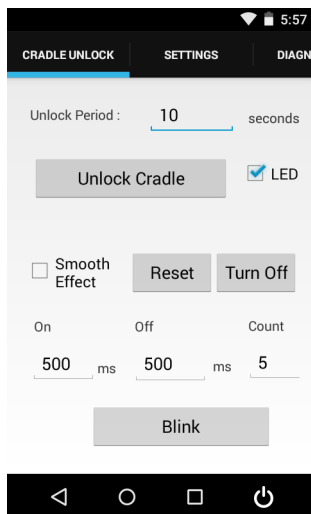 5:57
CRADLE UNLOCK SETTINGS DIAGN
Unlock Period : 10 seconds
Unlock Cradle LED
Smooth
Effect
Reset Turn Off
On Off Count
500 ms 500 ms 5
Blink